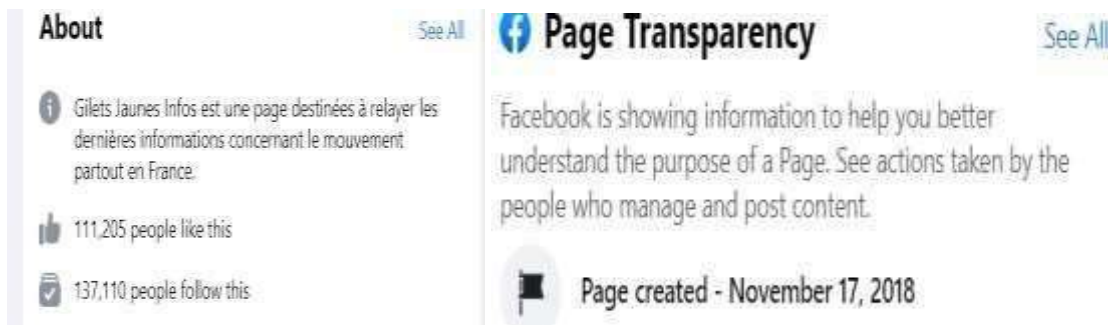 About
See All
Gilets Jaunes Infos est une page destinées à relayer les
dernières informations concernant le mouvement
partout en France.
111,205 people like this
137,110 people follow this
Page Transparency
See All
Facebook is showing information to help you better
understand the purpose of a Page. See actions taken by the
people who manage and post content.
Page created - November 17, 2018